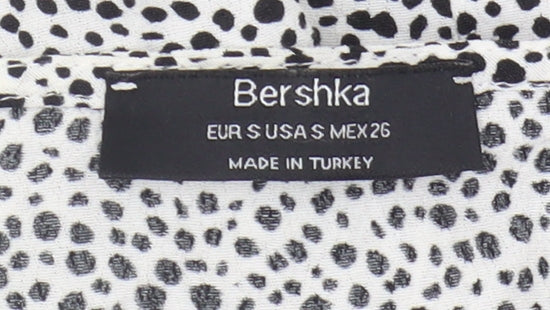 Bershka
EUR S USA S MEX 26
MADE IN TURKEY